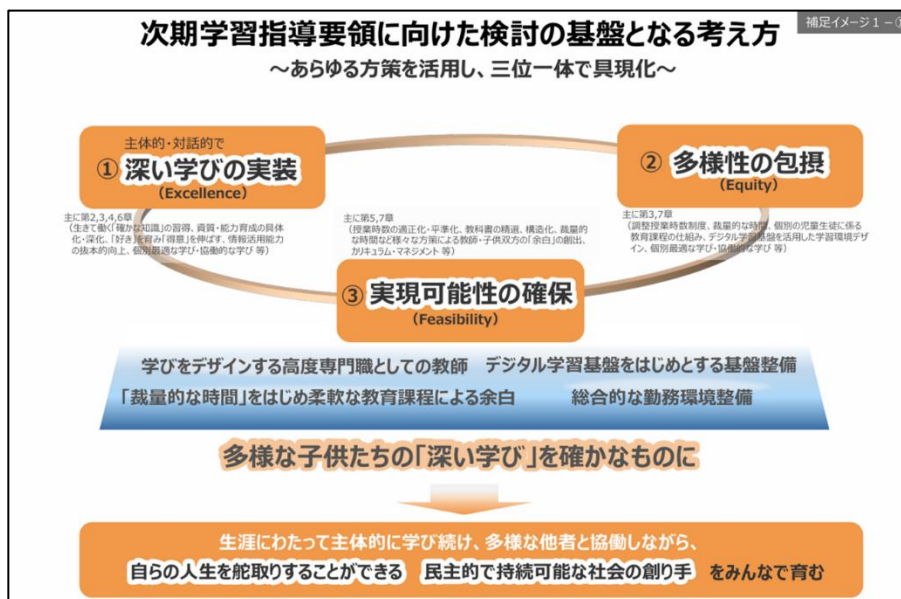 補足イメージ1－①
次期学習指導要領に向けた検討の基盤となる考え方
～あらゆる方策を活用し、三位一体で具現化～
主体的・対話的で
① 深い学びの実装
(Excellence)
主に第2,3,4,6章
(生きて働く「確かな知識」の習得、資質・能力育成の具体
化・深化、「好き」を育み「得意」を伸ばす、情報活用能力
の抜本的向上、個別最適な学び・協働的な学び 等)
② 多様性の包摂
(Equity)
主に第3,7章
(調整授業時数制度、裁量的な時間、個別の児童生徒に係る
教育課程の仕組み、デジタル学習基盤を活用した学習環境デザ
イン、個別最適な学び・協働的な学び 等)
主に第5,7章
(授業時数の適正化・平準化、教科書の精選、構造化、裁量的
な時間など様々な方策による教師・子供双方の「余白」の創出、
カリキュラム・マネジメント 等)
③ 実現可能性の確保
(Feasibility)
学びをデザインする高度専門職としての教師 デジタル学習基盤をはじめとする基盤整備
「裁量的な時間」をはじめ柔軟な教育課程による余白 総合的な勤務環境整備
多様な子供たちの「深い学び」を確かなものに
生涯にわたって主体的に学び続け、多様な他者と協働しながら、
自らの人生を舵取りすることができる 民主的で持続可能な社会の創り手 をみんなで育む